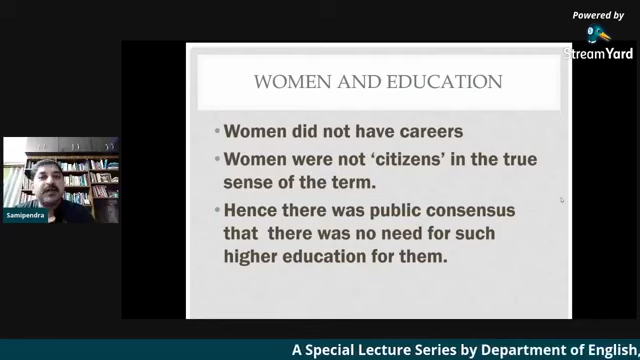 Powered by
StreamYard
WOMEN AND EDUCATION
• Women did not have careers
• Women were not ‘citizens’ in the true
sense of the term.
• Hence there was public consensus
that there was no need for such
higher education for them.
Samipendra
A Special Lecture Series by Department of English,